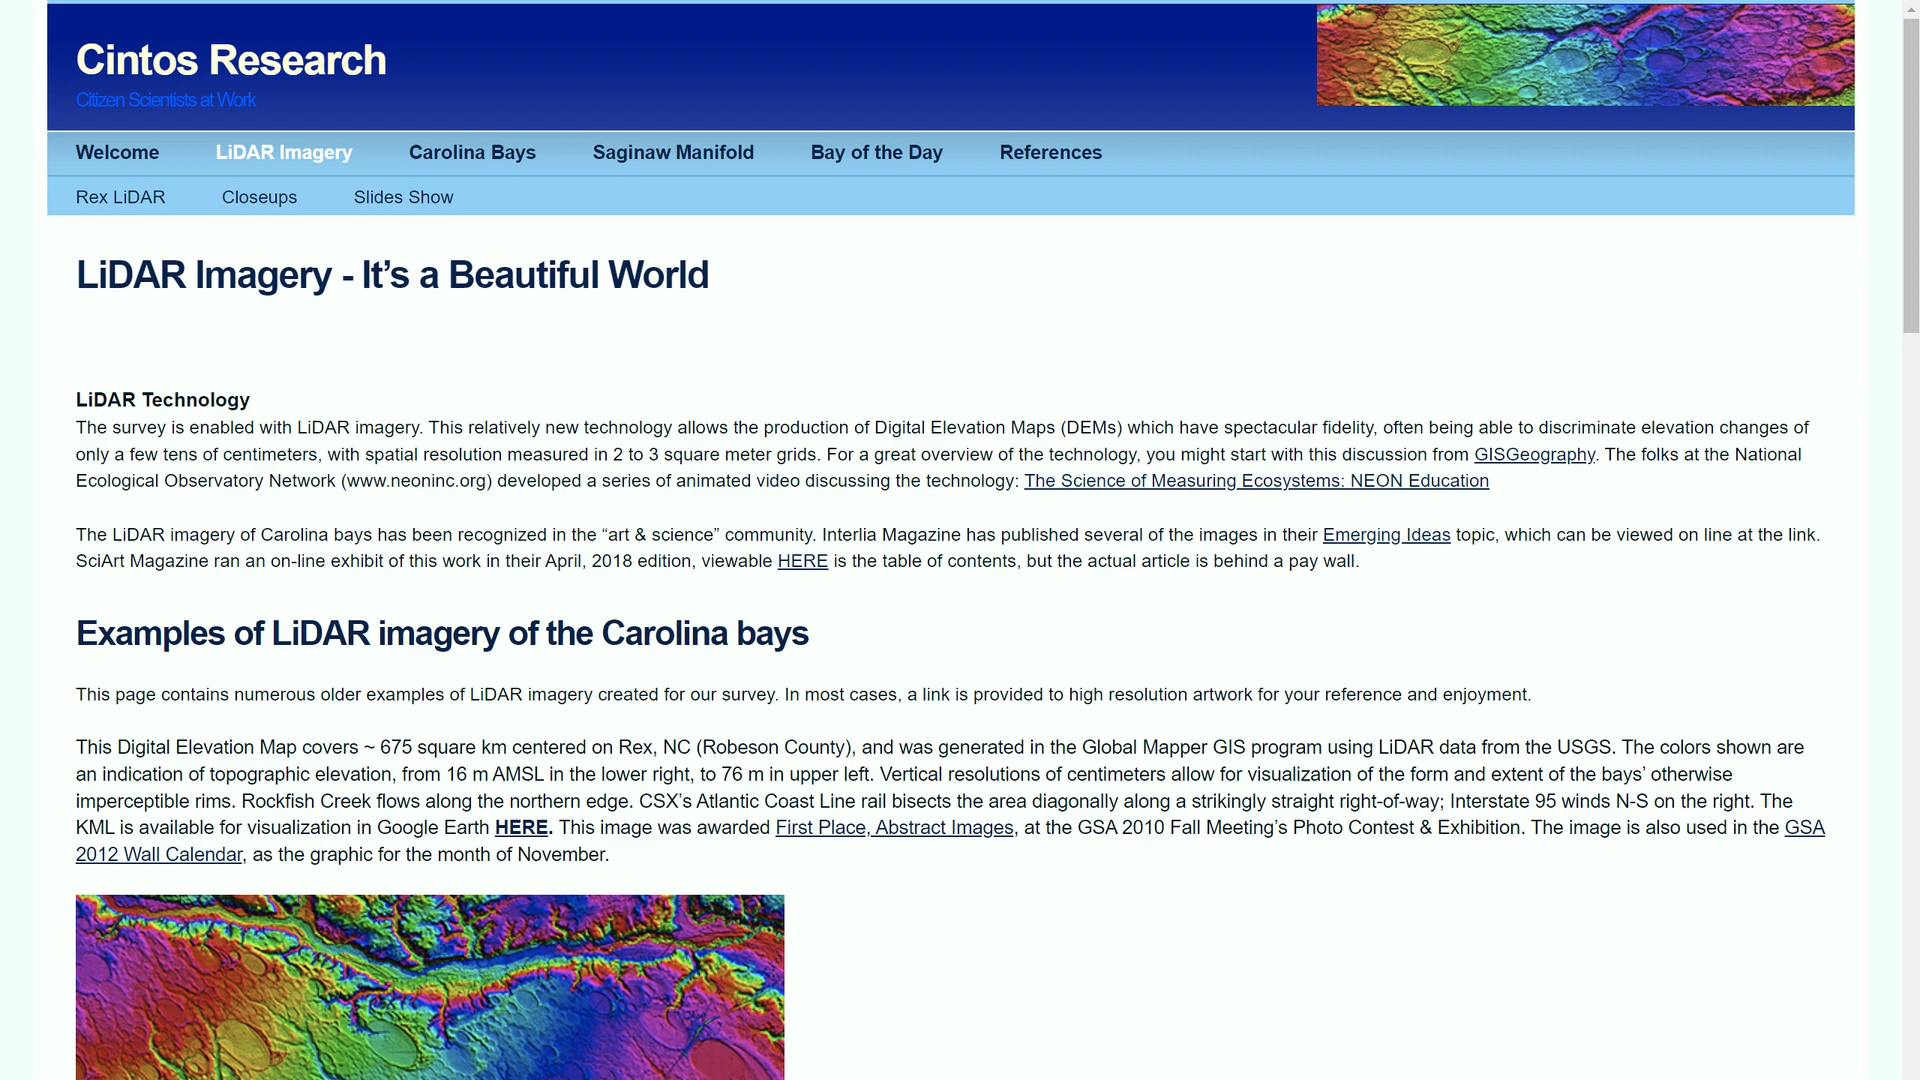 Cintos Research
Citizen Scientists at Work
Welcome LiDAR Imagery Carolina Bays Saginaw Manifold Bay of the Day References
Rex LiDAR Closeups Slides Show
LiDAR Imagery - It’s a Beautiful World
LiDAR Technology
The survey is enabled with LiDAR imagery. This relatively new technology allows the production of Digital Elevation Maps (DEMs) which have spectacular fidelity, often being able to discriminate elevation changes of
only a few tens of centimeters, with spatial resolution measured in 2 to 3 square meter grids. For a great overview of the technology, you might start with this discussion from GISGeography. The folks at the National
Ecological Observatory Network (www.neoninc.org) developed a series of animated video discussing the technology: The Science of Measuring Ecosystems: NEON Education
The LiDAR imagery of Carolina bays has been recognized in the “art & science” community. Interlia Magazine has published several of the images in their Emerging Ideas topic, which can be viewed on line at the link.
SciArt Magazine ran an on-line exhibit of this work in their April, 2018 edition, viewable HERE is the table of contents, but the actual article is behind a pay wall.
Examples of LiDAR imagery of the Carolina bays
This page contains numerous older examples of LiDAR imagery created for our survey. In most cases, a link is provided to high resolution artwork for your reference and enjoyment.
This Digital Elevation Map covers ~ 675 square km centered on Rex, NC (Robeson County), and was generated in the Global Mapper GIS program using LiDAR data from the USGS. The colors shown are
an indication of topographic elevation, from 16 m AMSL in the lower right, to 76 m in upper left. Vertical resolutions of centimeters allow for visualization of the form and extent of the bays’ otherwise
imperceptible rims. Rockfish Creek flows along the northern edge. CSX’s Atlantic Coast Line rail bisects the area diagonally along a strikingly straight right-of-way; Interstate 95 winds N-S on the right. The
KML is available for visualization in Google Earth HERE. This image was awarded First Place, Abstract Images, at the GSA 2010 Fall Meeting’s Photo Contest & Exhibition. The image is also used in the GSA
2012 Wall Calendar, as the graphic for the month of November.